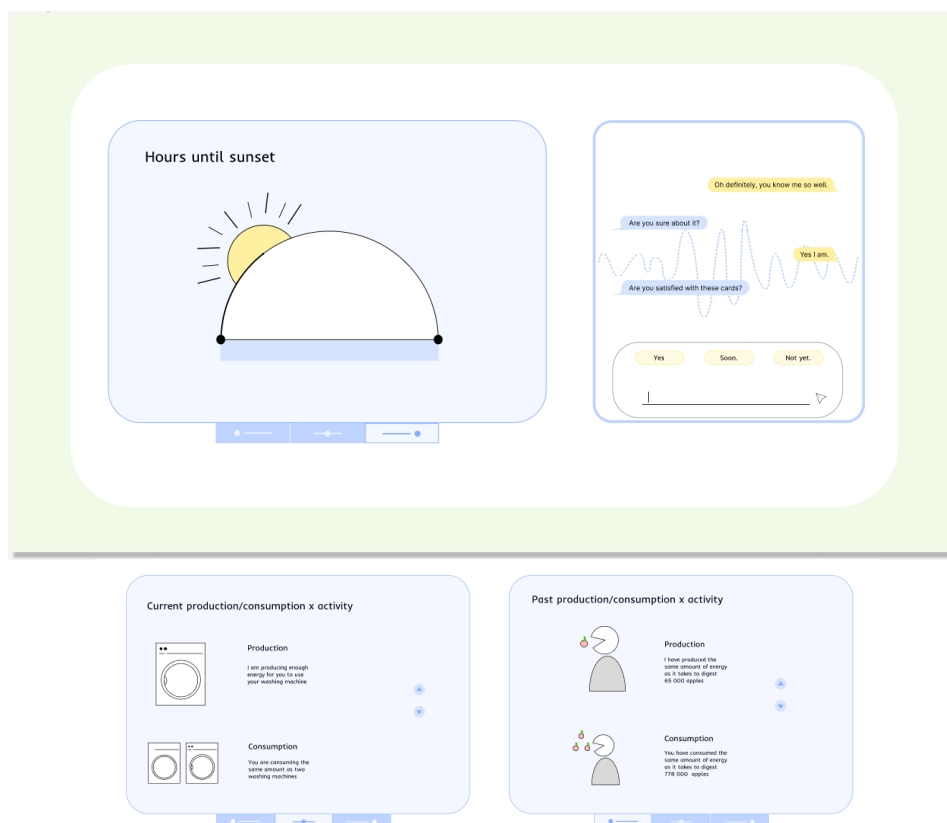 Hours until sunset
Oh definitely, you know me so well.
Are you sure about it?
Yes I am.
Are you satisfied with these cards?
Yes
Soon.
Not yet.
Current production/consumption x activity
Production
I am producing enough
energy for you to use
your washing machine
Consumption
You are consuming the
same amount as two
washing machines
Past production/consumption x activity
Production
I have produced the
same amount of energy
as it takes to digest
65 000 apples
Consumption
You have consumed the
same amount of energy
as it takes to digest
778 000 apples